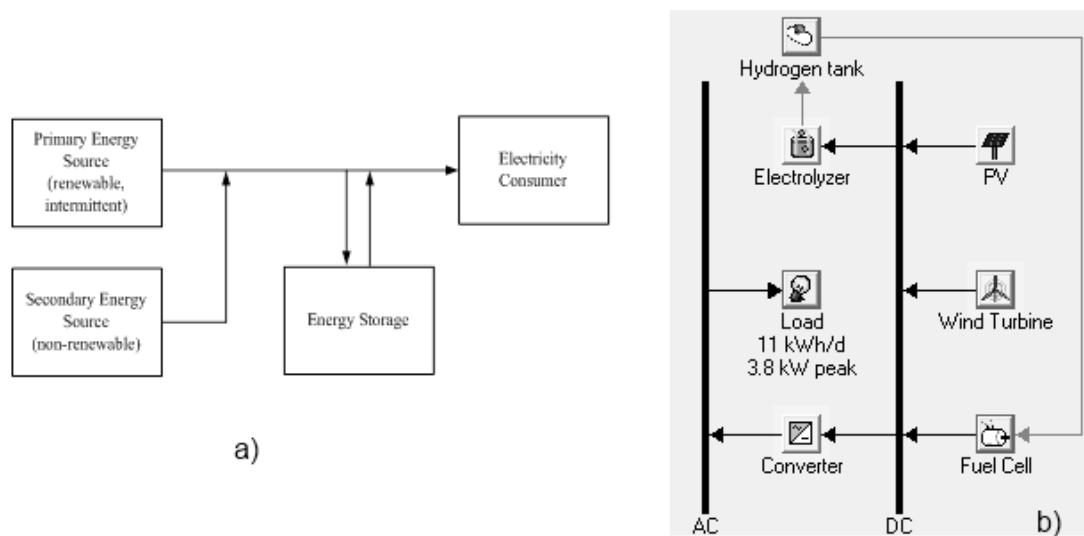 Primary Energy
Source
(renewable,
intermittent)
Secondary Energy
Source
(non-renewable)
Energy Storage
Electricity
Consumer
a)
Hydrogen tank
Electrolyzer
PV
Load
11 kWh/d
3.8 kW peak
Wind Turbine
Converter
Fuel Cell
AC
DC
b)